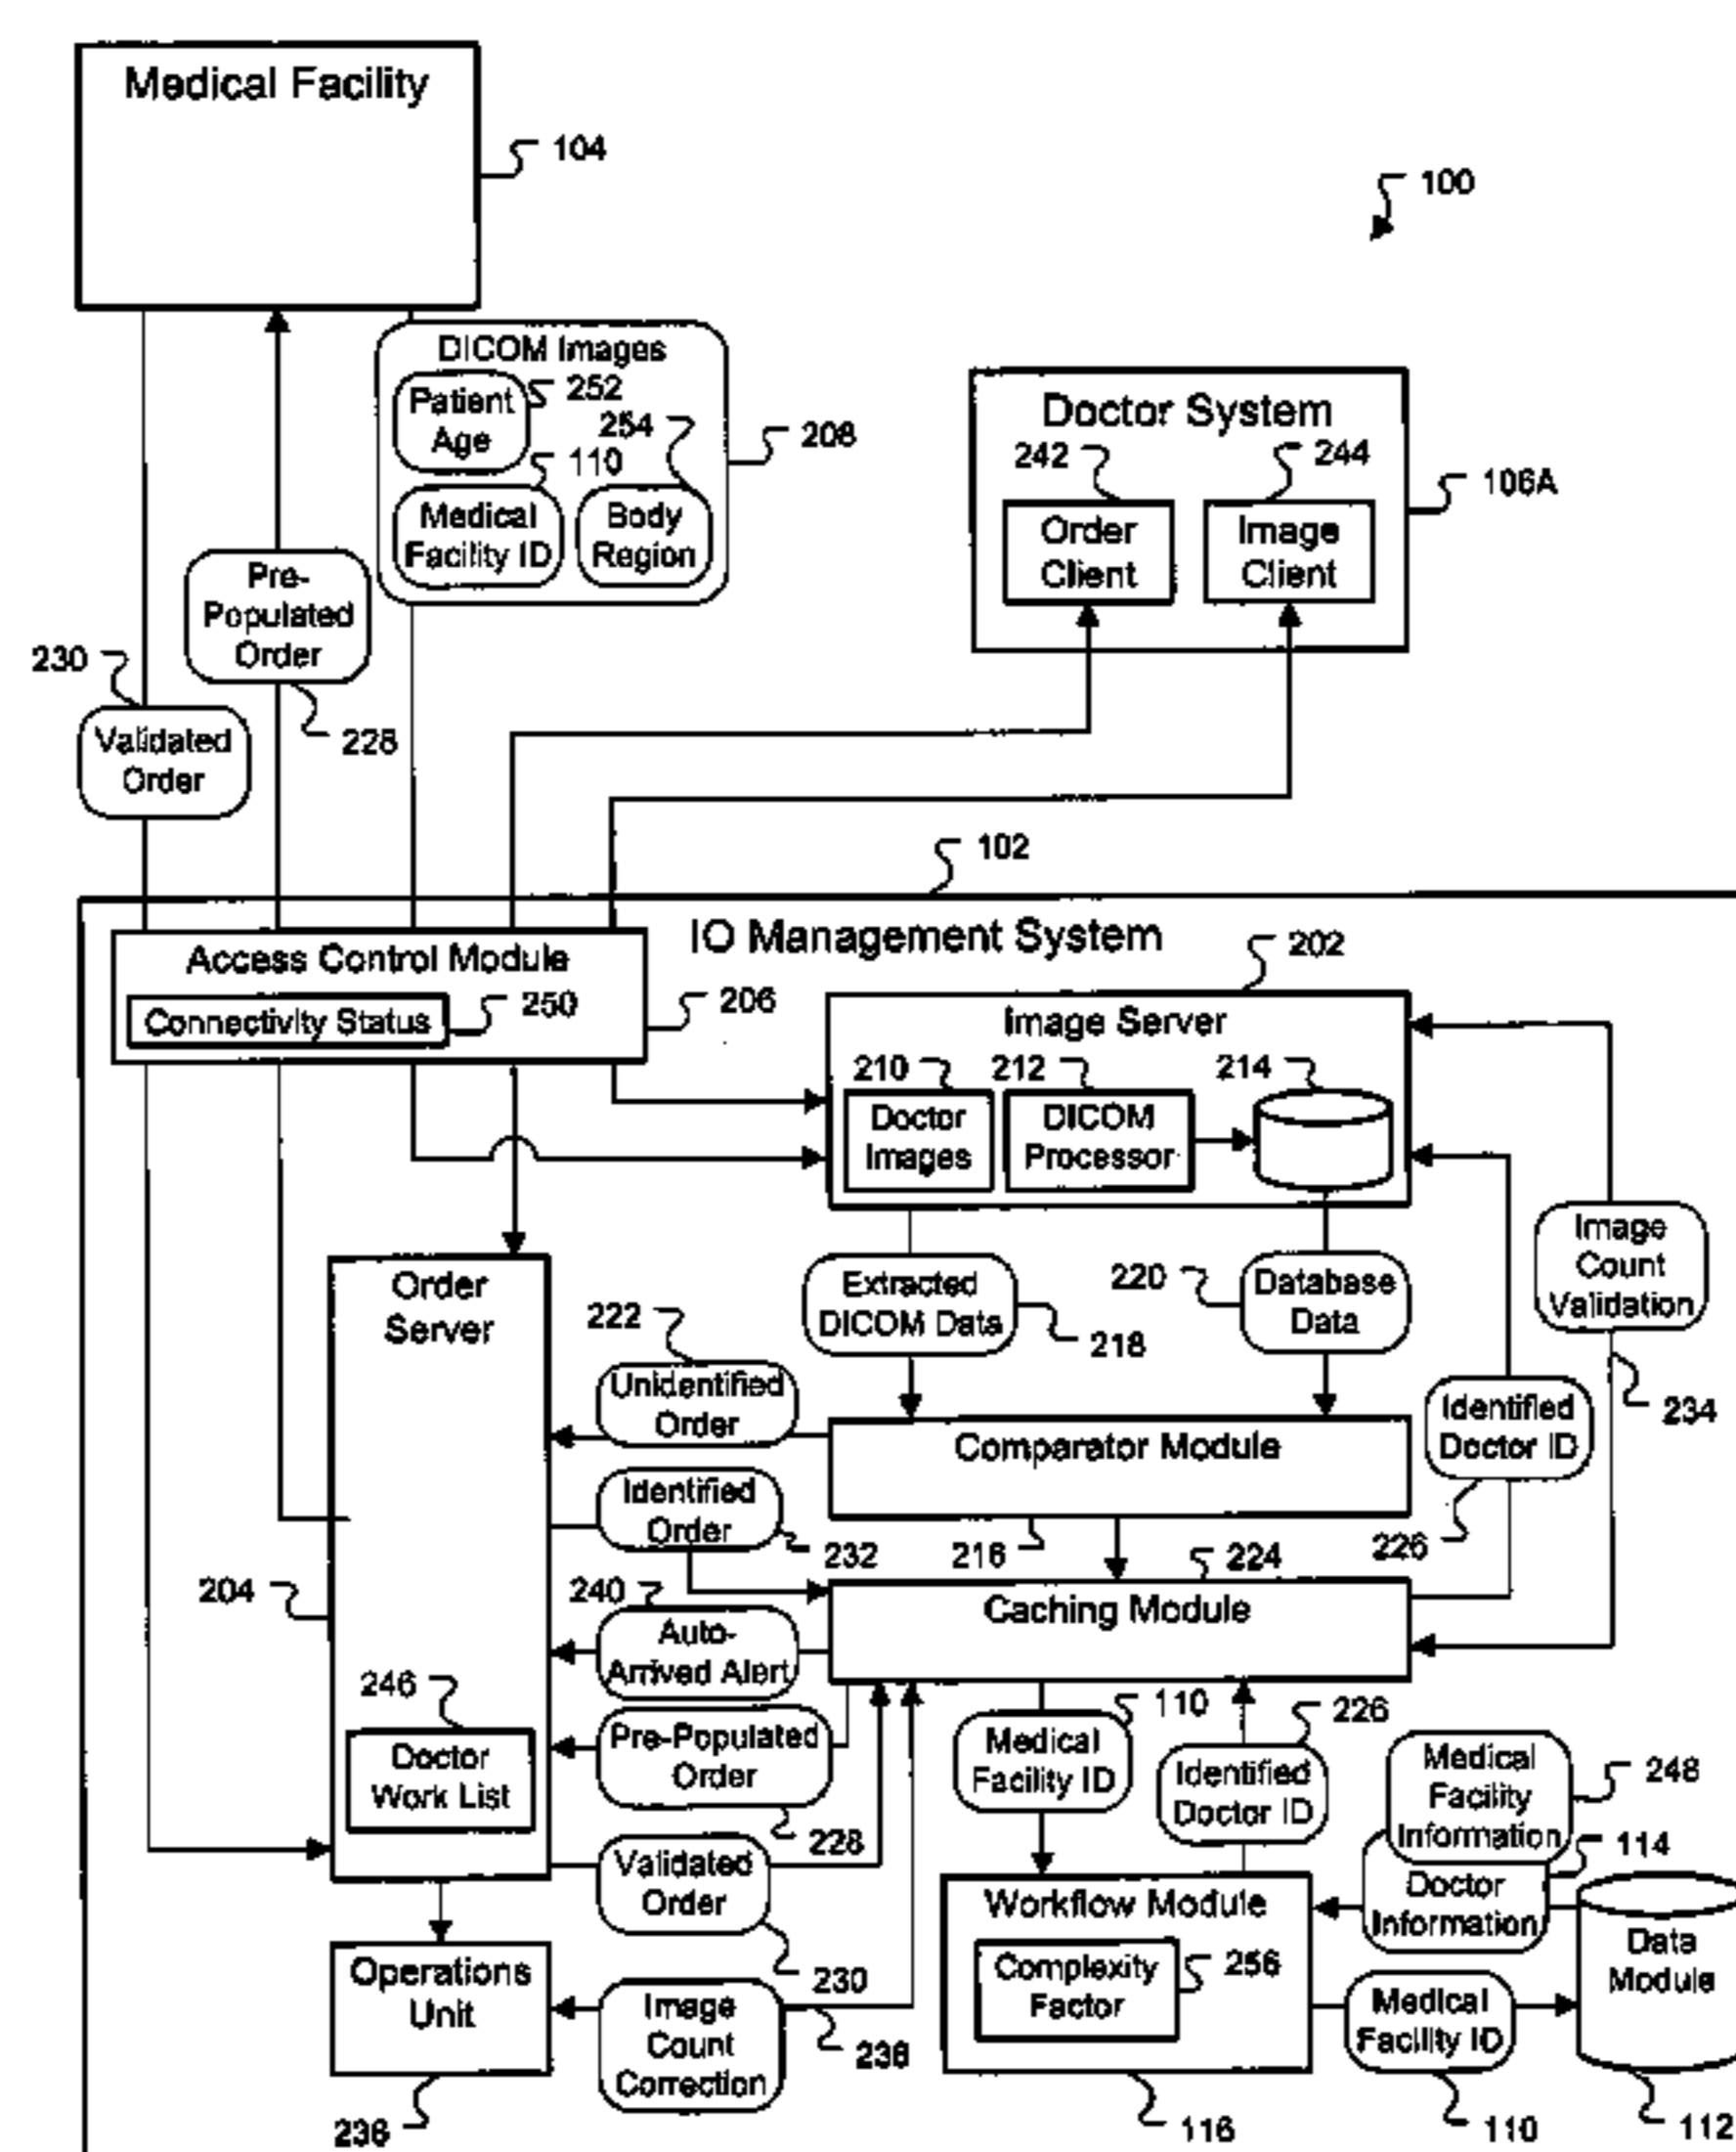 Medical Facility
104
100
DICOM Images
Patient
Age
252
254
208
110
Medical
Facility ID
Body
Region
Doctor System
242
244
106A
Order
Client
Image
Client
Pre-
Populated
Order
230
228
Validated
Order
102
IO Management System
Access Control Module
Connectivity Status
250
206
202
Image Server
210
212
214
Doctor
Images
DICOM
Processor
Order
Server
Extracted
DICOM Data
218
220
Database
Data
Image
Count
Validation
234
222
Unidentified
Order
Comparator Module
Identified
Doctor ID
226
Identified
Order
232
216
224
204
240
Caching Module
Auto-
Arrived Alert
246
Doctor
Work List
Pre-Populated
Order
228
110
Medical
Facility ID
226
Identified
Doctor ID
Medical
Facility
Information
248
114
Doctor
Information
Validated
Order
230
Workflow Module
Complexity
Factor
256
Data
Module
Operations
Unit
Image
Count
Correction
238
Medical
Facility ID
236
116
110
112